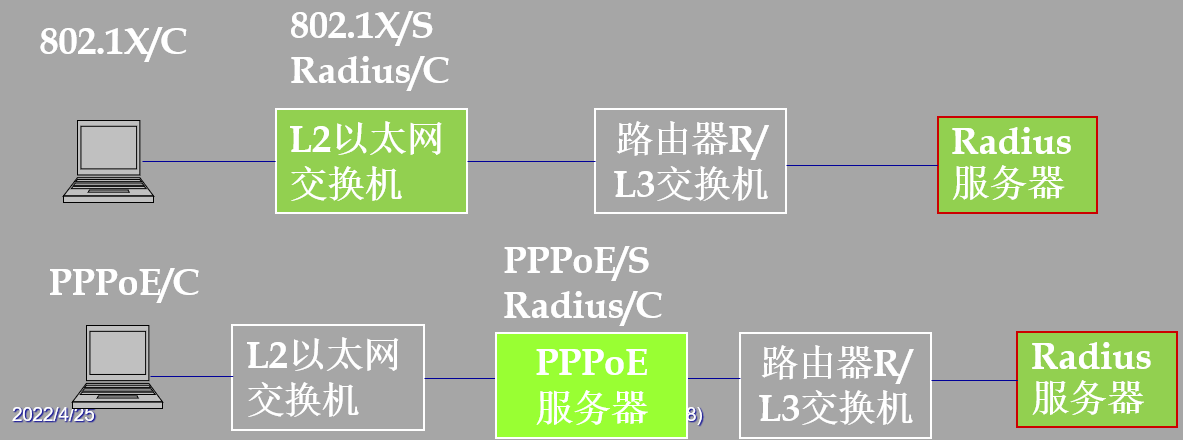 802.1X/C
802.1X/S
Radius/C
L2以太网
交换机
路由器R/
L3交换机
Radius
服务器
PPPoE/C
PPPoE/S
Radius/C
L2以太网
交换机
PPPoE
服务器
路由器R/
L3交换机
Radius
服务器
2022/4/25
8)